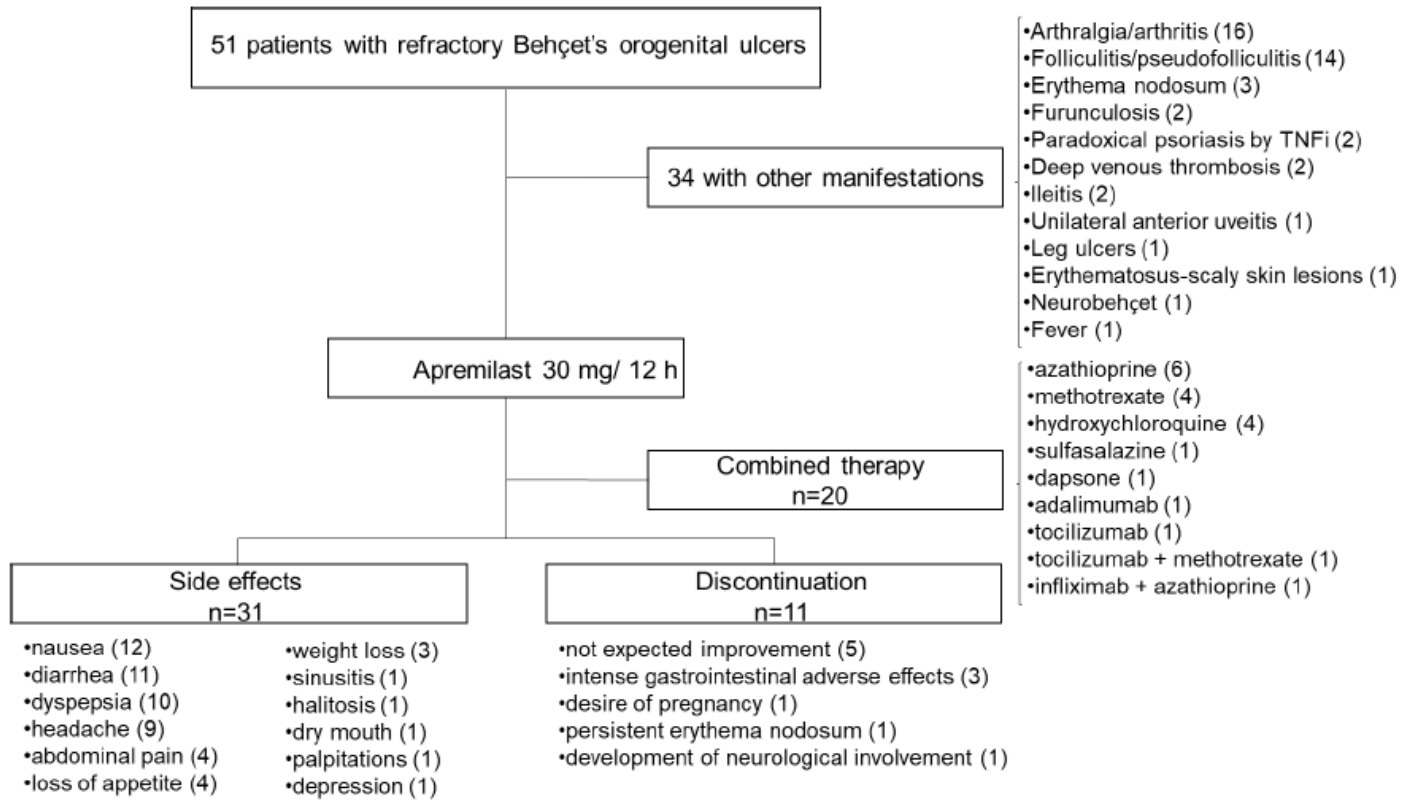 51 patients with refractory Behçet's orogenital ulcers
34 with other manifestations
•Arthralgia/arthritis (16)
•Folliculitis/pseudofolliculitis (14)
•Erythema nodosum (3)
•Furunculosis (2)
•Paradoxical psoriasis by TNFi (2)
•Deep venous thrombosis (2)
•Ileitis (2)
•Unilateral anterior uveitis (1)
•Leg ulcers (1)
•Erythematosus-scaly skin lesions (1)
•Neurobehçet (1)
•Fever (1)
Apremilast 30 mg/ 12 h
Combined therapy
n=20
•azathioprine (6)
•methotrexate (4)
•hydroxychloroquine (4)
•sulfasalazine (1)
•dapsone (1)
•adalimumab (1)
•tocilizumab (1)
•tocilizumab + methotrexate (1)
•infliximab + azathioprine (1)
Side effects
n=31
•nausea (12)
•diarrhea (11)
•dyspepsia (10)
•headache (9)
•abdominal pain (4)
•loss of appetite (4)
•weight loss (3)
•sinusitis (1)
•halitosis (1)
•dry mouth (1)
•palpitations (1)
•depression (1)
Discontinuation
n=11
•not expected improvement (5)
•intense gastrointestinal adverse effects (3)
•desire of pregnancy (1)
•persistent erythema nodosum (1)
•development of neurological involvement (1)